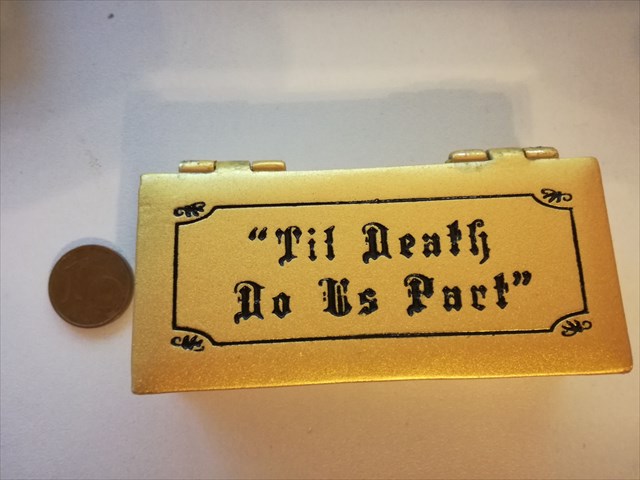 “Til Death
Do Us Part”